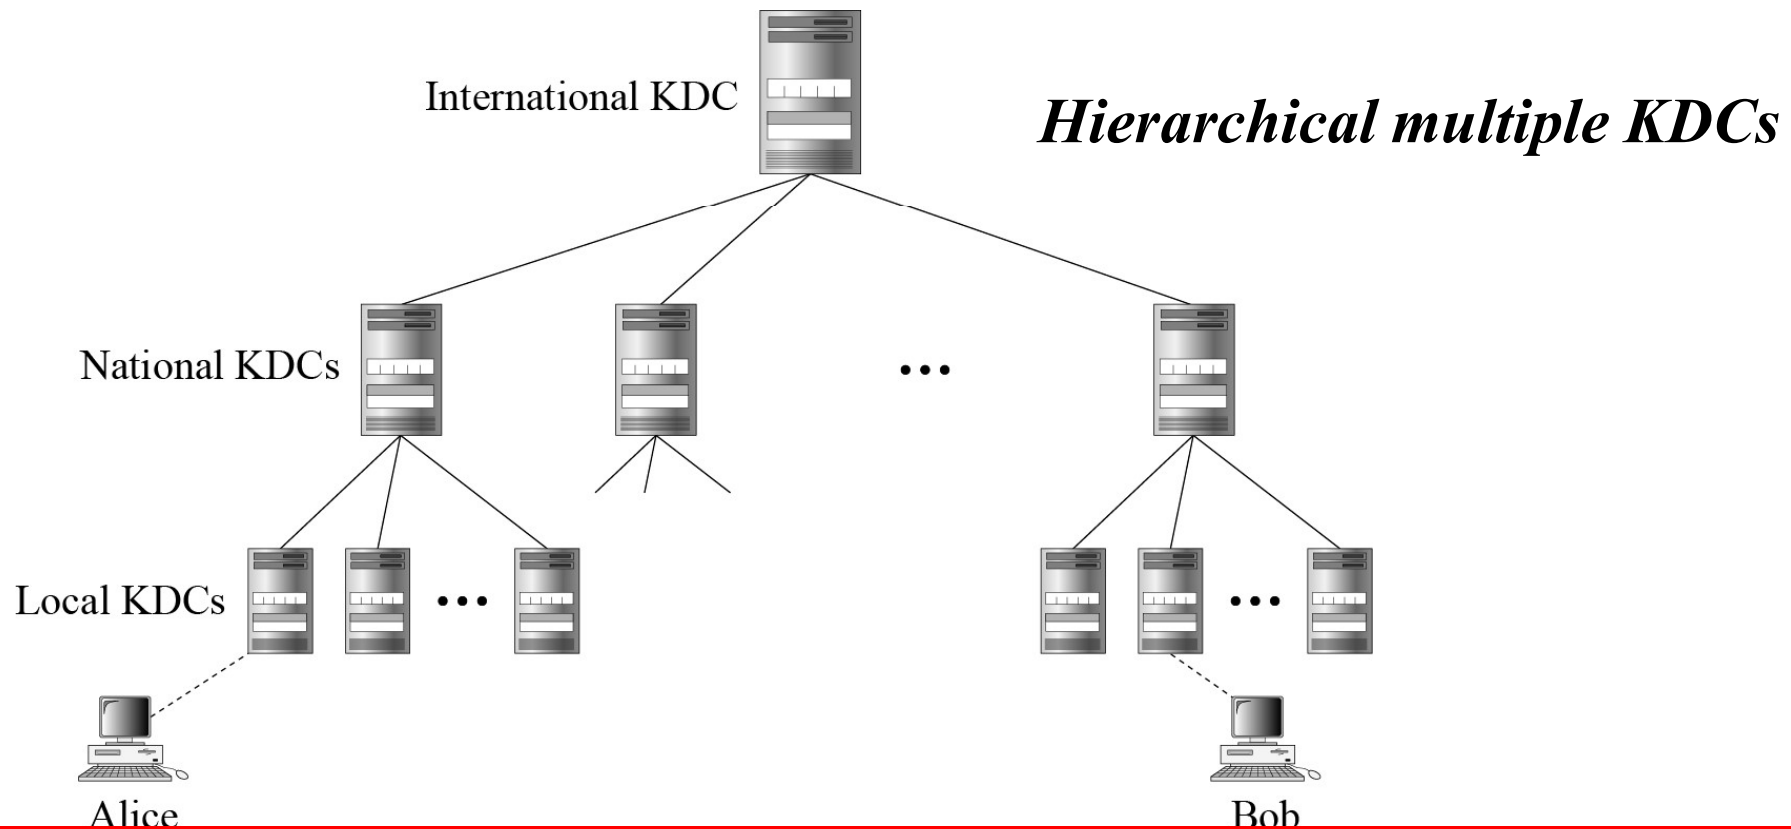 International KDC
Hierarchical multiple KDCs
National KDCs
...
Local KDCs
...
...
Alice
Bob